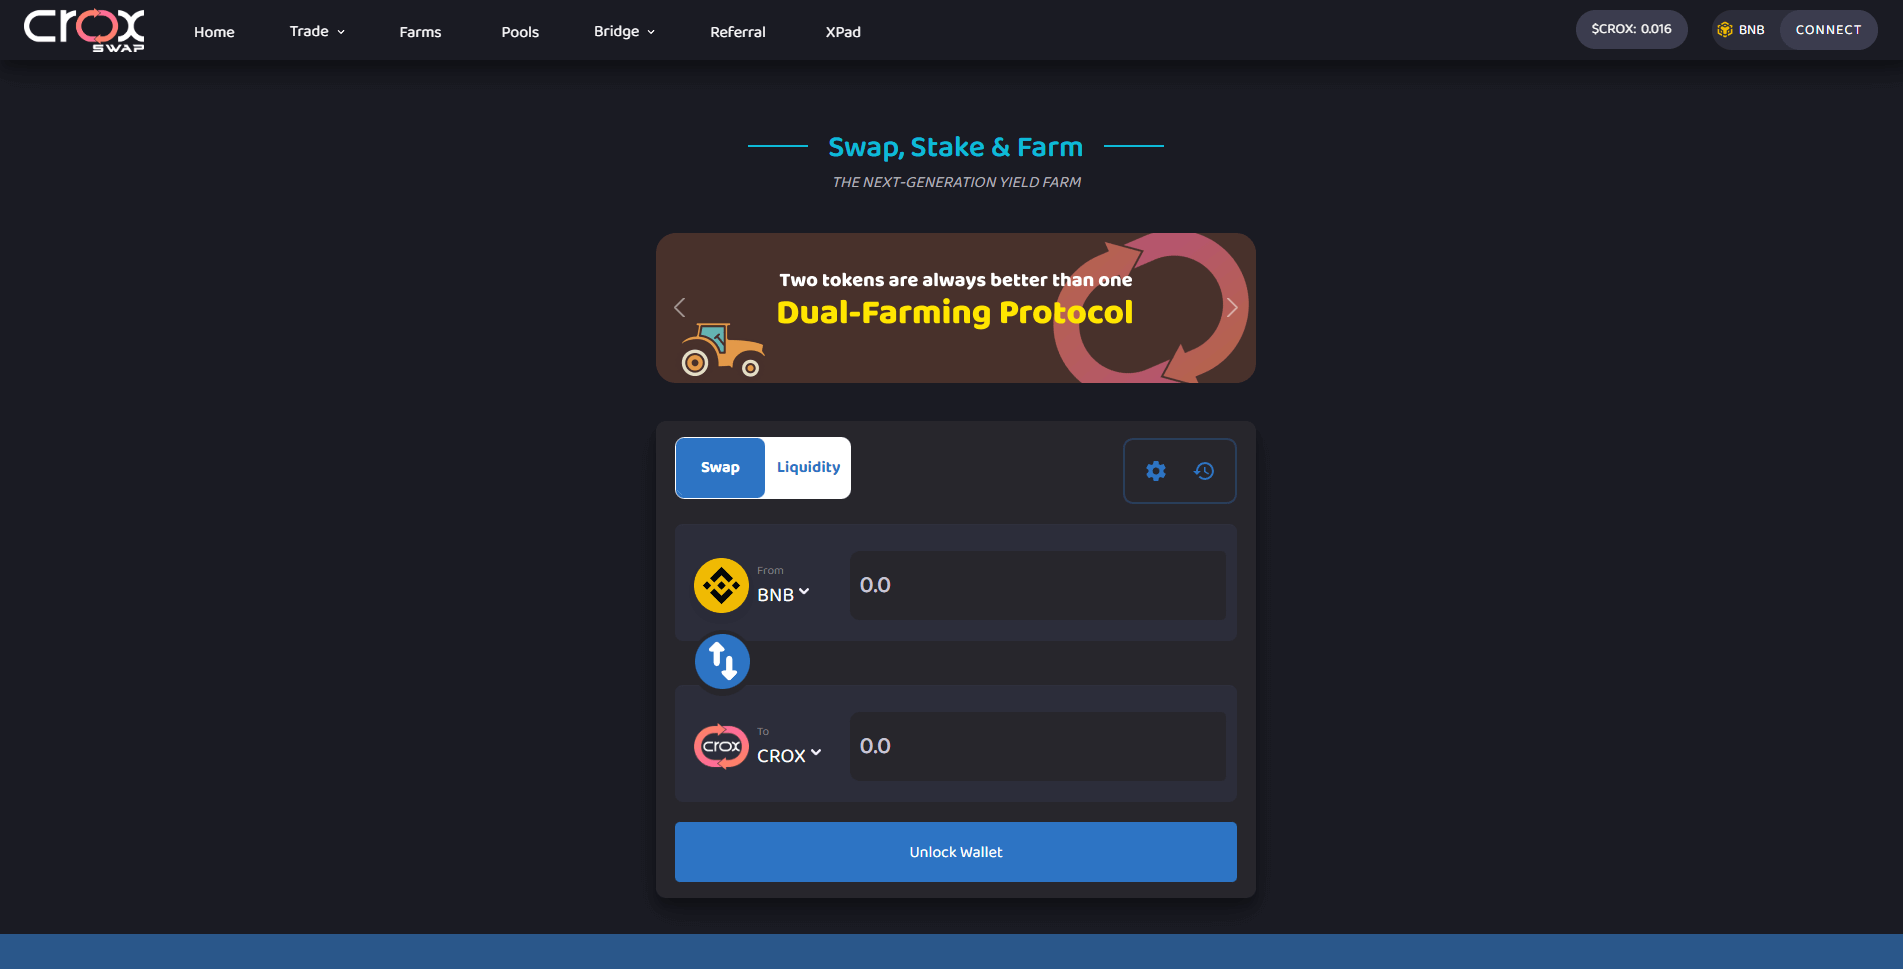 crox
SWAP
Home
Trade
Farms
Pools
Bridge
Referral
XPad
$CROX: 0.016
BNB
CONNECT
Swap, Stake & Farm
THE NEXT-GENERATION YIELD FARM
Two tokens are always better than one
Dual-Farming Protocol
Swap
Liquidity
From
BNB
0.0
crox
To
CROX
0.0
Unlock Wallet